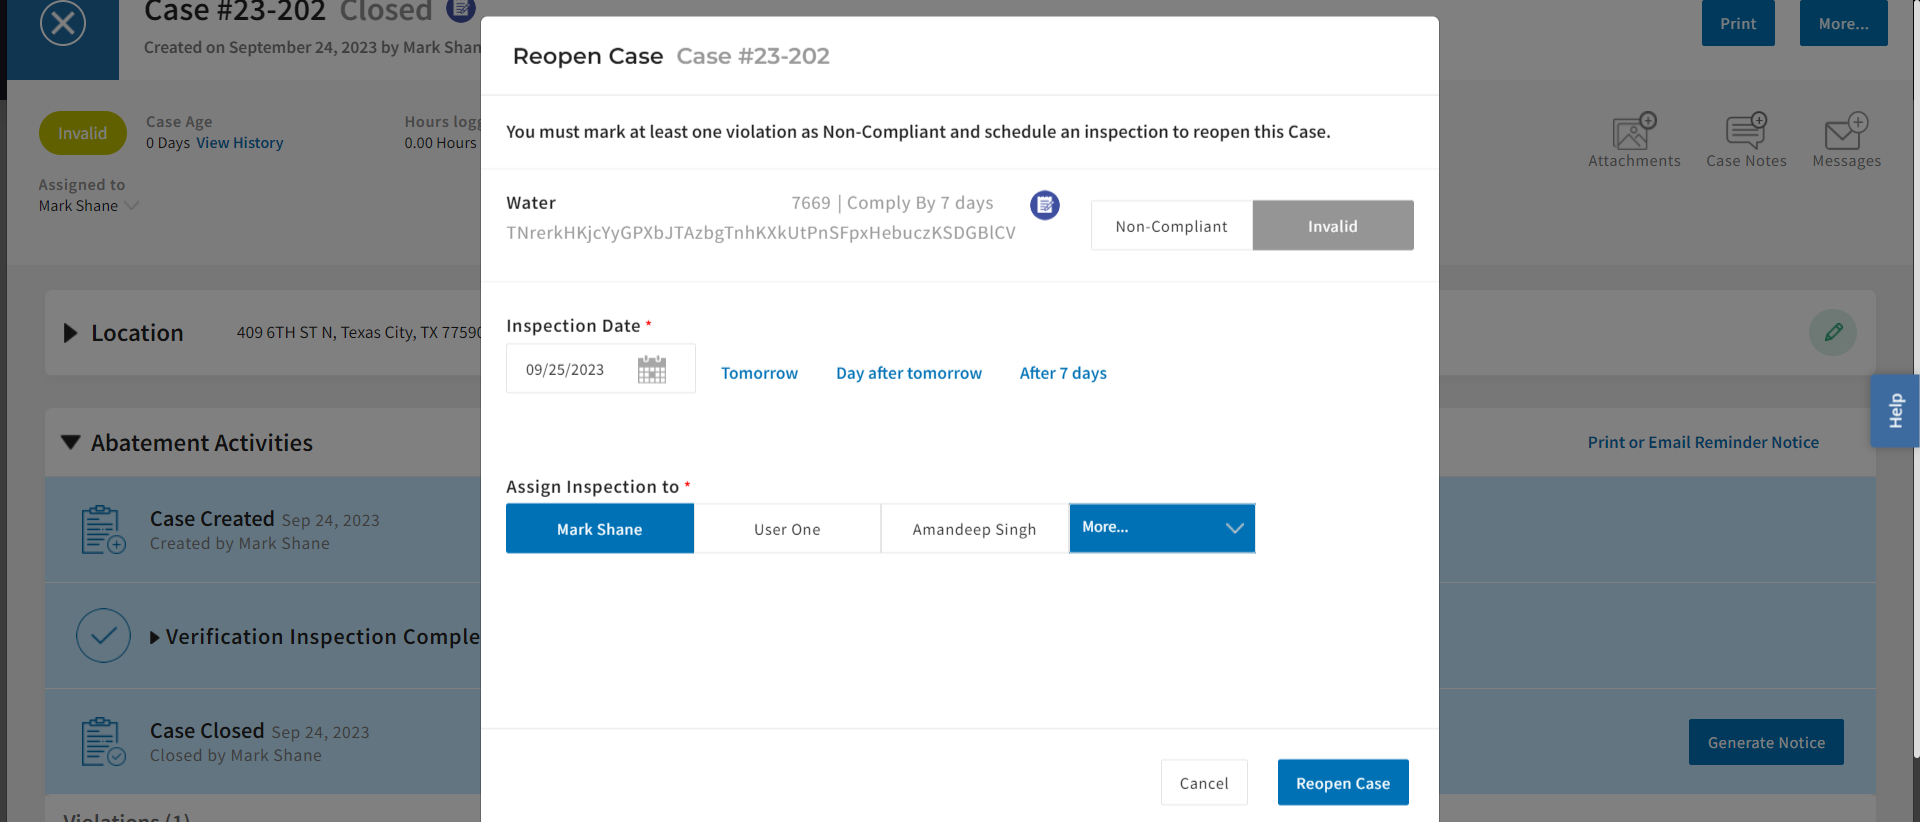 Case #23-202 Closed
Created on September 24, 2023 by Mark Shan
Print
More...
Invalid
Case Age
0 Days View History
Hours logg
0.00 Hours
Assigned to
Mark Shane
Attachments
Case Notes
Messages
Location
409 6TH ST N, Texas City, TX 77590
Abatement Activities
Print or Email Reminder Notice
Case Created Sep 24, 2023
Created by Mark Shane
Verification Inspection Comple
Case Closed Sep 24, 2023
Closed by Mark Shane
Generate Notice
Violations (1)
Help
Reopen Case Case #23-202
You must mark at least one violation as Non-Compliant and schedule an inspection to reopen this Case.
Water
7669 | Comply By 7 days
TNrerkHKjcYyGPXbJTAzbgTnhKXkUtPnSFpxHebuczKSDGBlCV
Non-Compliant
Invalid
Inspection Date *
09/25/2023
Tomorrow
Day after tomorrow
After 7 days
Assign Inspection to *
Mark Shane
User One
Amandeep Singh
More...
Cancel
Reopen Case